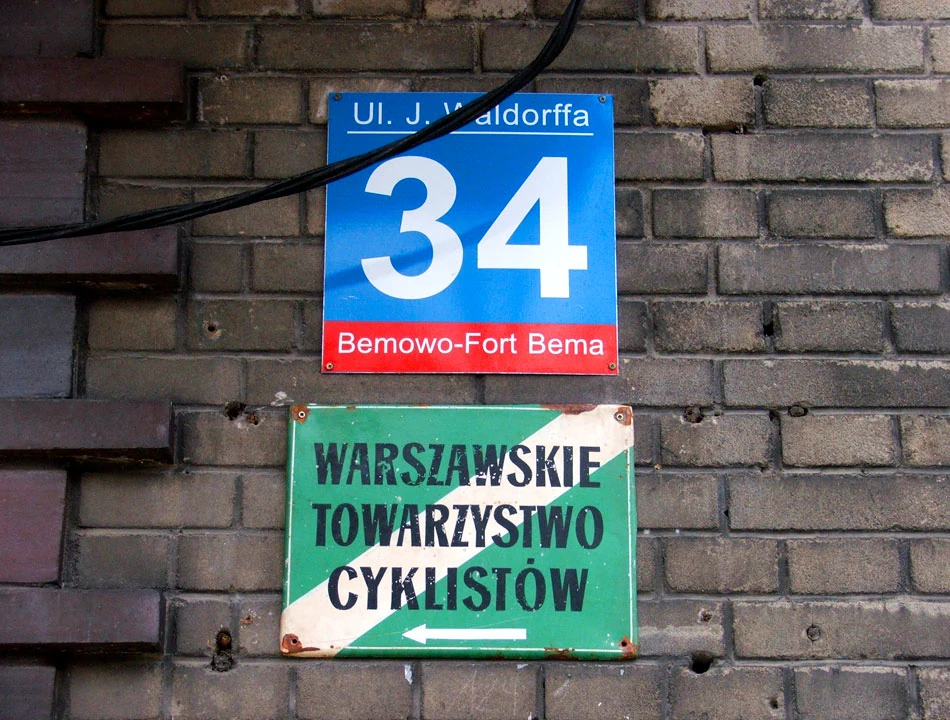 Ul. J. Waldorffa
34
Bemowo-Fort Bema
WARSZAWSKIE
TOWARZYSTWO
CYKLISTÓW